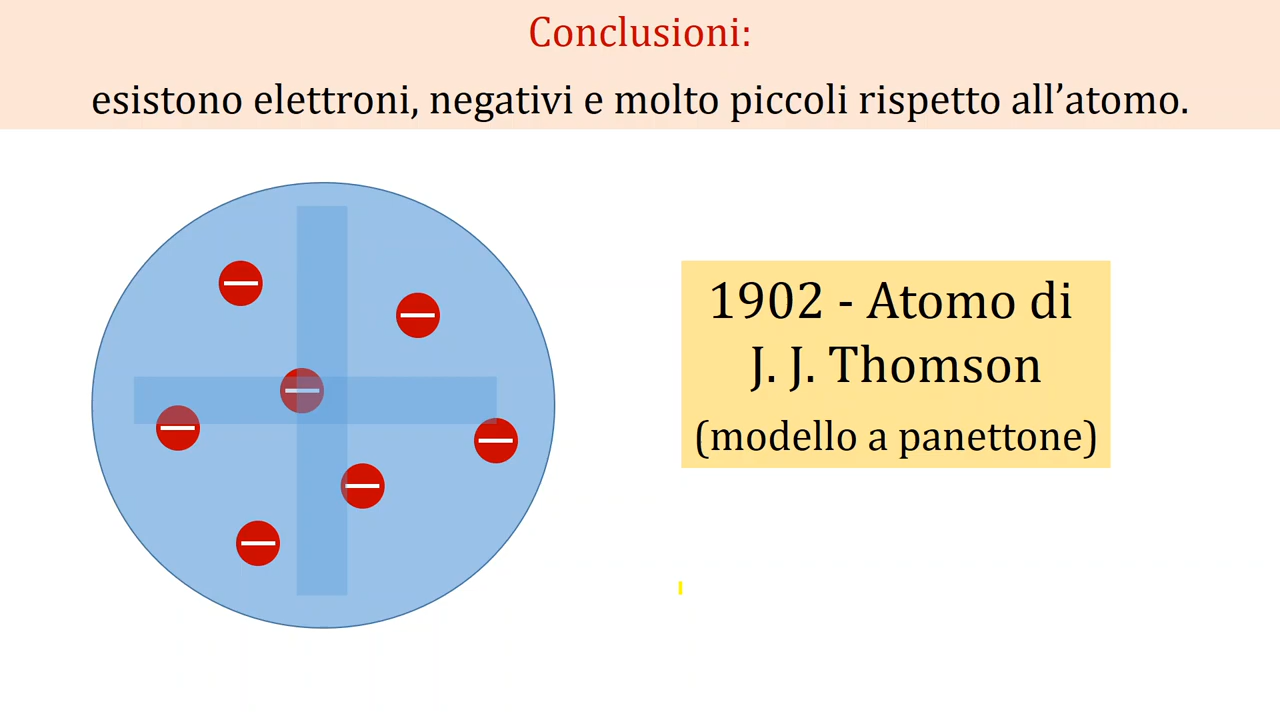 Conclusioni:
esistono elettroni, negativi e molto piccoli rispetto all’atomo.
1902 - Atomo di
J. J. Thomson
(modello a panettone)